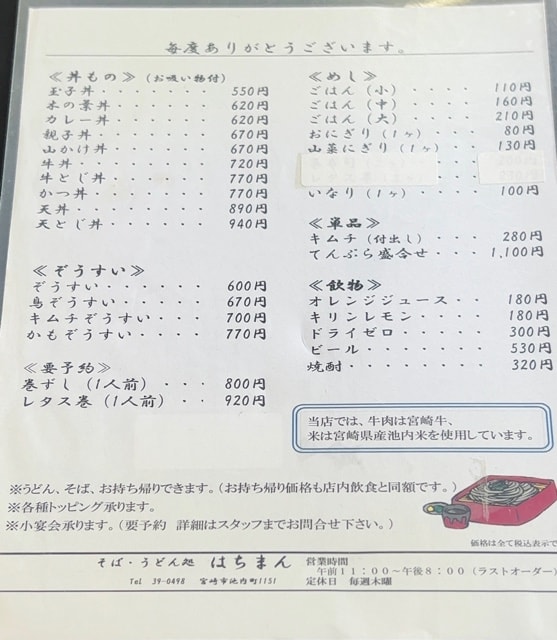 毎度ありがとうございます。
≪丼もの≫（お吸い物付）
玉子丼・・・・・・550円
木の葉丼・・・・・620円
カレー丼・・・・・620円
親子丼・・・・・・670円
山かけ丼・・・・・670円
牛丼・・・・・・・720円
牛とじ丼・・・・・770円
かつ丼・・・・・・770円
天丼・・・・・・・890円
天とじ丼・・・・・940円
≪ぞうすい≫
ぞうすい・・・・・600円
鳥ぞうすい・・・・670円
キムチぞうすい・・700円
かもぞうすい・・・770円
≪要予約≫
巻ずし（1人前）・・・800円
レタス巻（1人前）・・920円
≪めし≫
ごはん（小）・・・・110円
ごはん（中）・・・・160円
ごはん（大）・・・・210円
おにぎり（1ヶ）・・・80円
山菜にぎり（1ヶ）・・130円
いなり（1ヶ）・・・・100円
≪単品≫
キムチ（付出し）・・・280円
てんぷら盛合せ・・・1,100円
≪飲物≫
オレンジジュース・・180円
キリンレモン・・・・180円
ドライゼロ・・・・・300円
ビール・・・・・・・530円
焼酎・・・・・・・・320円
当店では、牛肉は宮崎牛、
米は宮崎県産池内米を使用しています。
※うどん、そば、お持ち帰りできます。（お持ち帰り価格も店内飲食と同額です。）
※各種トッピング承ります。
※小宴会承ります。（要予約　詳細はスタッフまでお問合せ下さい。）
価格は全て税込表示で
そば・うどん処　はちまん
Tel　39-0498　宮崎市池内町1151
営業時間
午前11：00～午後8：00（ラストオーダー）
定休日　毎週木曜